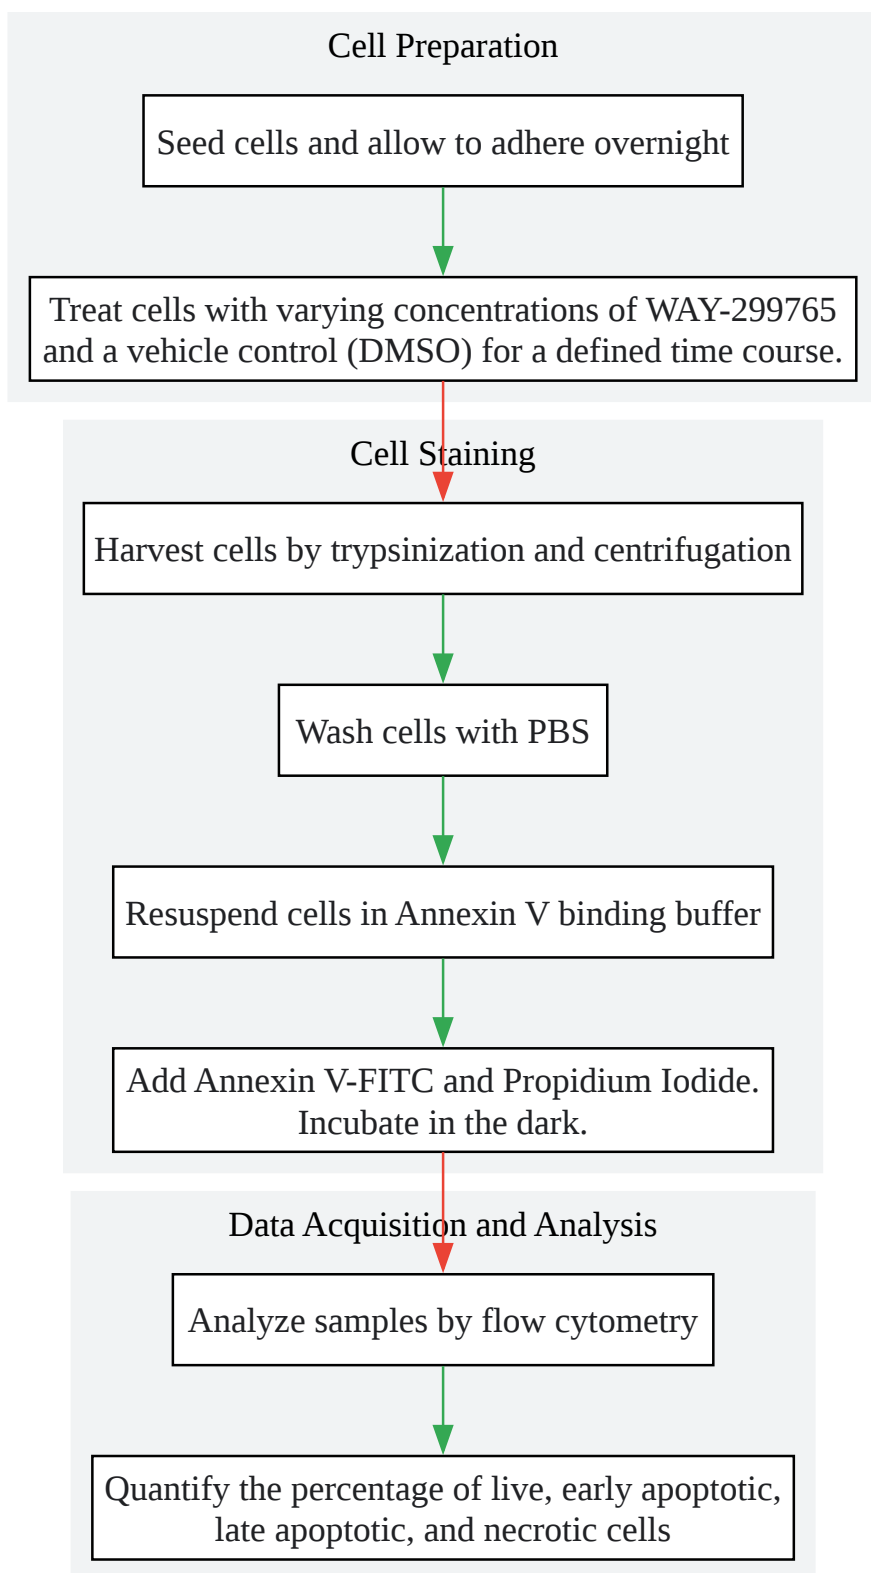 Cell Preparation
Seed cells and allow to adhere overnight
Treat cells with varying concentrations of WAY-299765
and a vehicle control (DMSO) for a defined time course.
Cell Staining
Harvest cells by trypsinization and centrifugation
Wash cells with PBS
Resuspend cells in Annexin V binding buffer
Add Annexin V-FITC and Propidium Iodide.
Incubate in the dark.
Data Acquisition and Analysis
Analyze samples by flow cytometry
Quantify the percentage of live, early apoptotic,
late apoptotic, and necrotic cells